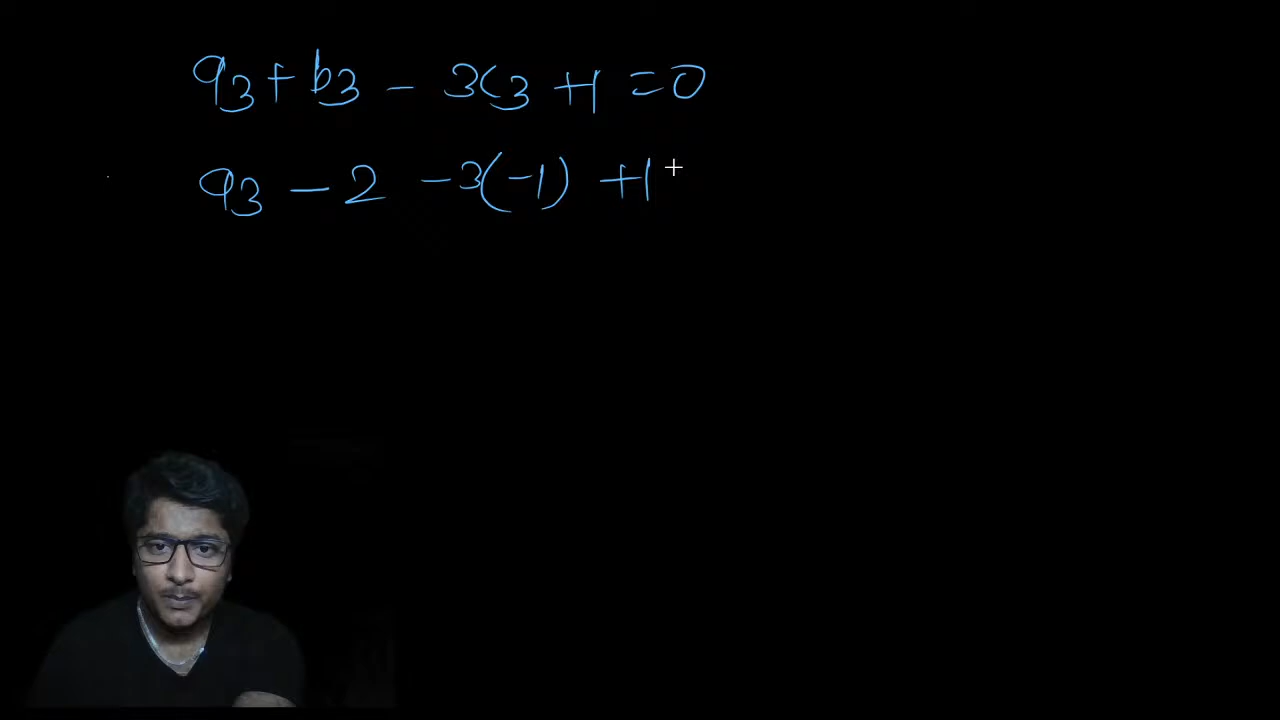 a3 + b3 - 3c3 + 1 = 0
a3 - 2 - 3(-1) + 1